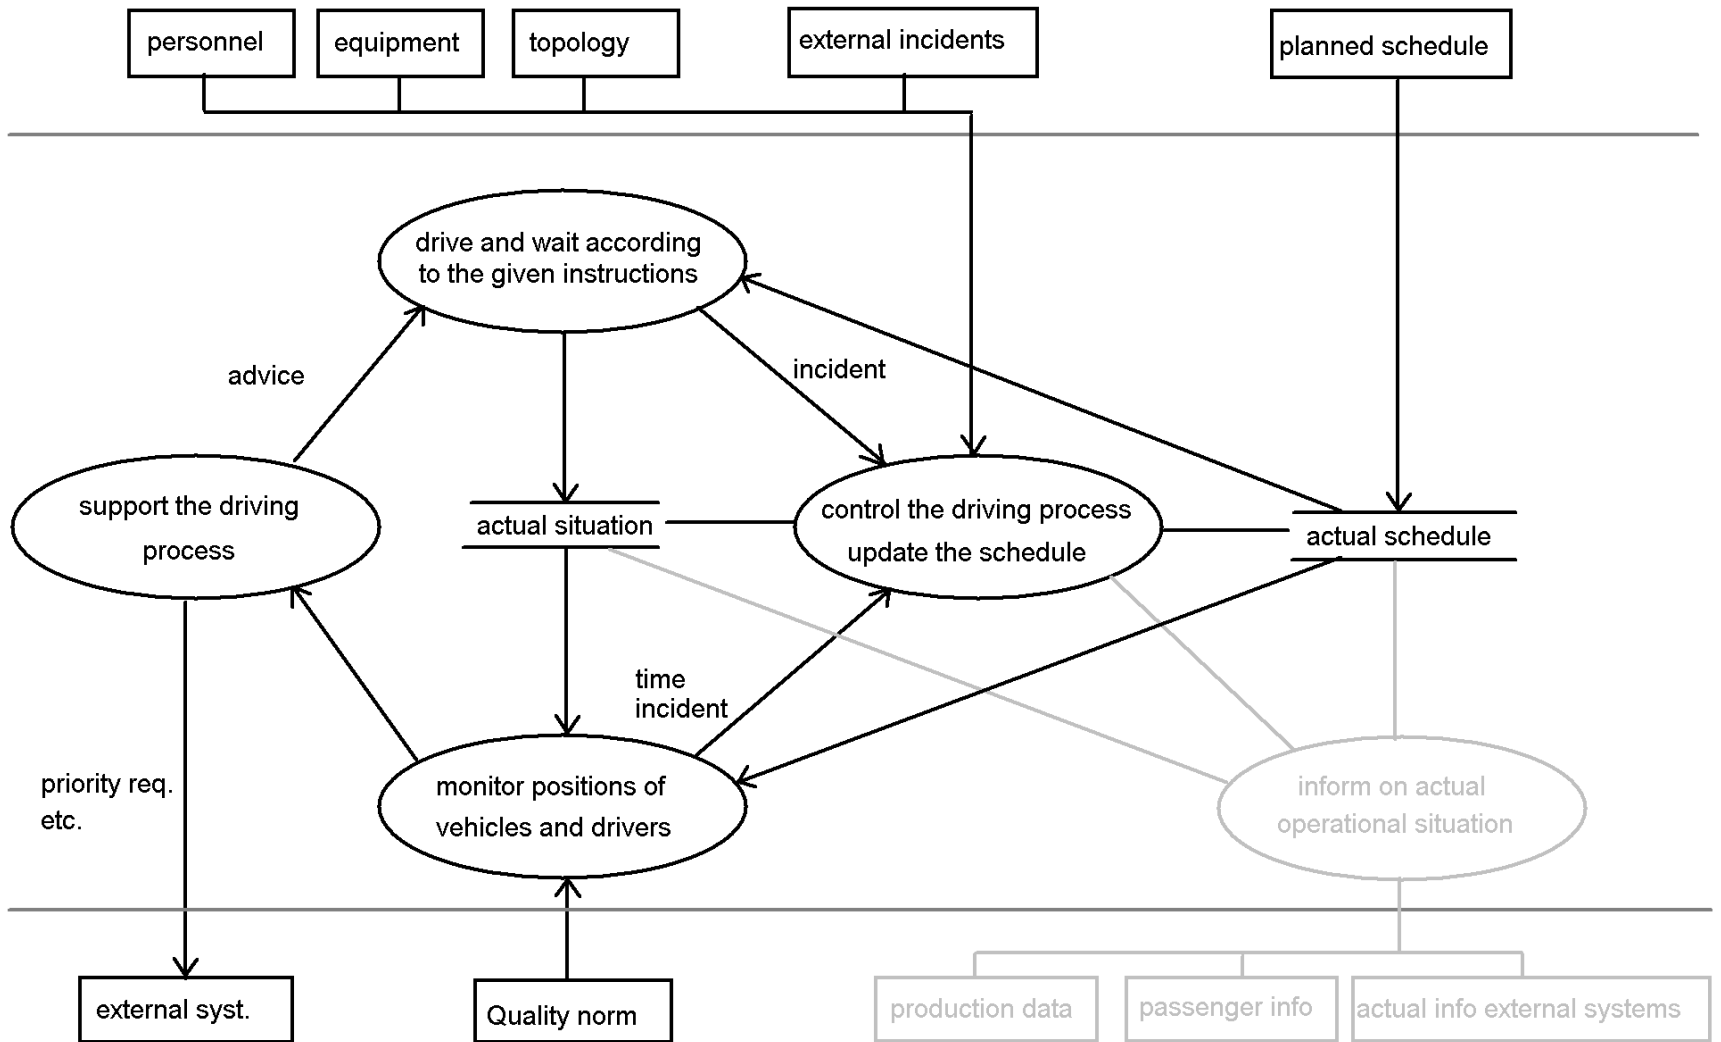 personnel
equipment
topology
external incidents
planned schedule
drive and wait according
to the given instructions
advice
incident
support the driving
process
actual situation
control the driving process
update the schedule
actual schedule
time
incident
priority req.
etc.
monitor positions of
vehicles and drivers
inform on actual
operational situation
external syst.
Quality norm
production data
passenger info
actual info external systems